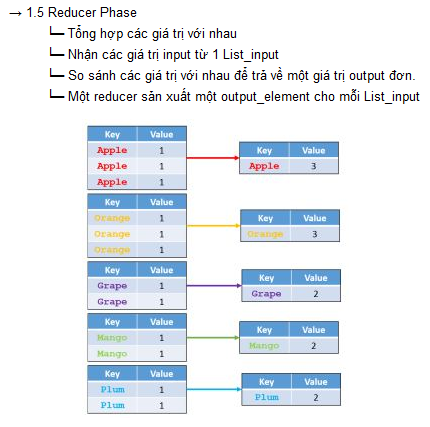 → 1.5 Reducer Phase
Tổng hợp các giá trị với nhau
Nhận các giá trị input từ 1 List_input
So sánh các giá trị với nhau để trả về một giá trị output đơn.
Một reducer sản xuất một output_element cho mỗi List_input
Key Value
Apple 1
Apple 1
Apple 1
Key Value
Apple 3
Key Value
Orange 1
Orange 1
Orange 1
Key Value
Orange 3
Key Value
Grape 1
Grape 1
Key Value
Grape 2
Key Value
Mango 1
Mango 1
Key Value
Mango 2
Key Value
Plum 1
Plum 1
Key Value
Plum 2